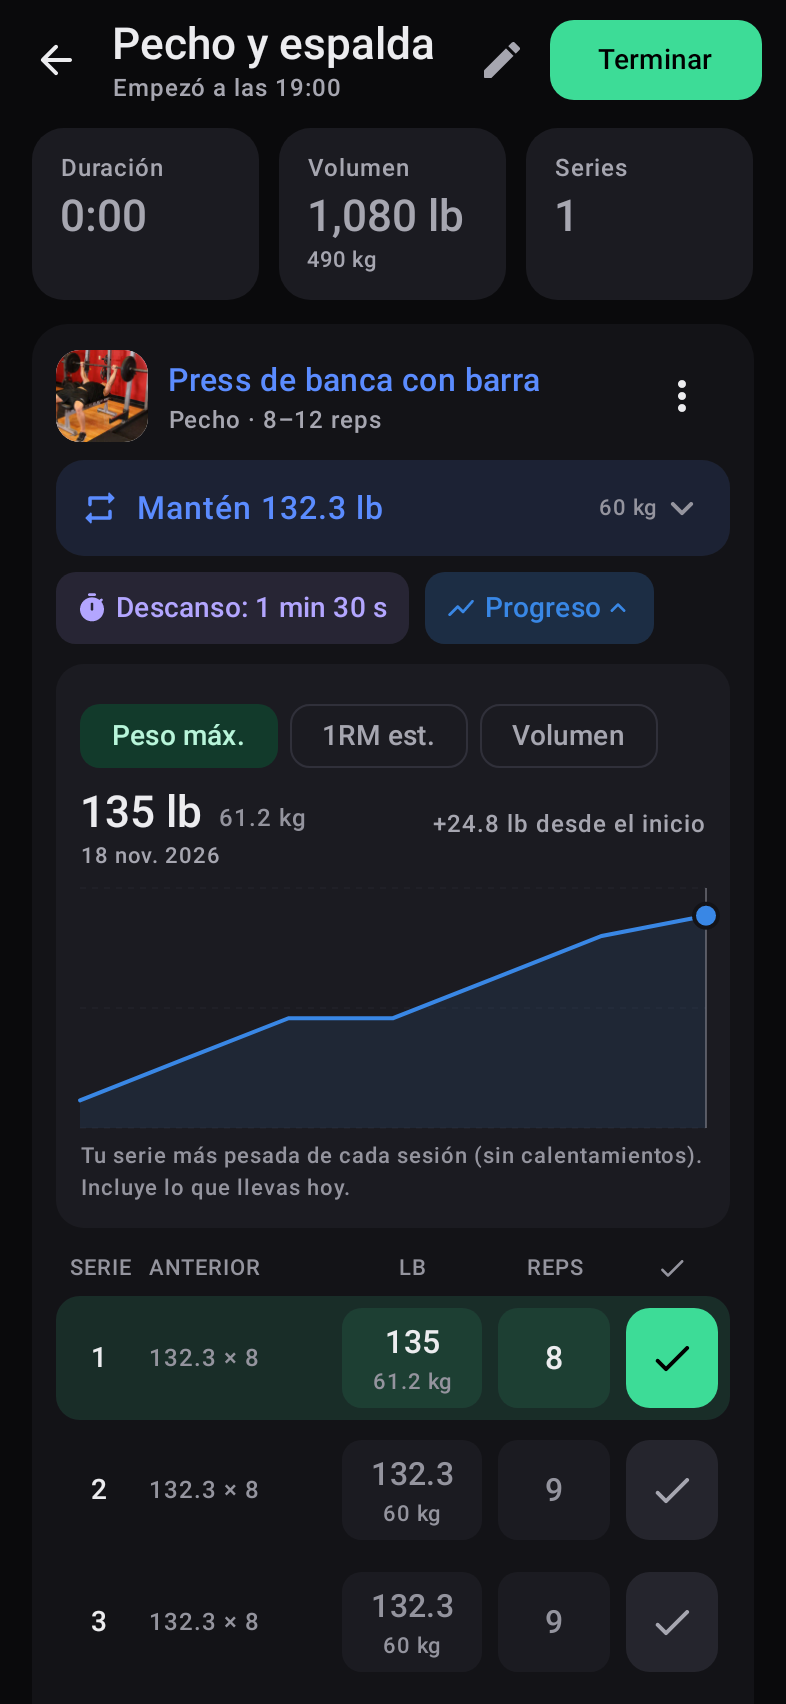 Pecho y espalda
Empezó a las 19:00
Terminar
Duración
0:00
Volumen
1,080 lb
490 kg
Series
1
Press de banca con barra
Pecho · 8–12 reps
Mantén 132.3 lb
60 kg
Descanso: 1 min 30 s
Progreso
Peso máx.
1RM est.
Volumen
135 lb 61.2 kg
+24.8 lb desde el inicio
18 nov. 2026
Tu serie más pesada de cada sesión (sin calentamientos).
Incluye lo que llevas hoy.
SERIE ANTERIOR LB REPS
1 132.3 × 8 135 8
61.2 kg
2 132.3 × 8 132.3 9
60 kg
3 132.3 × 8 132.3 9
60 kg